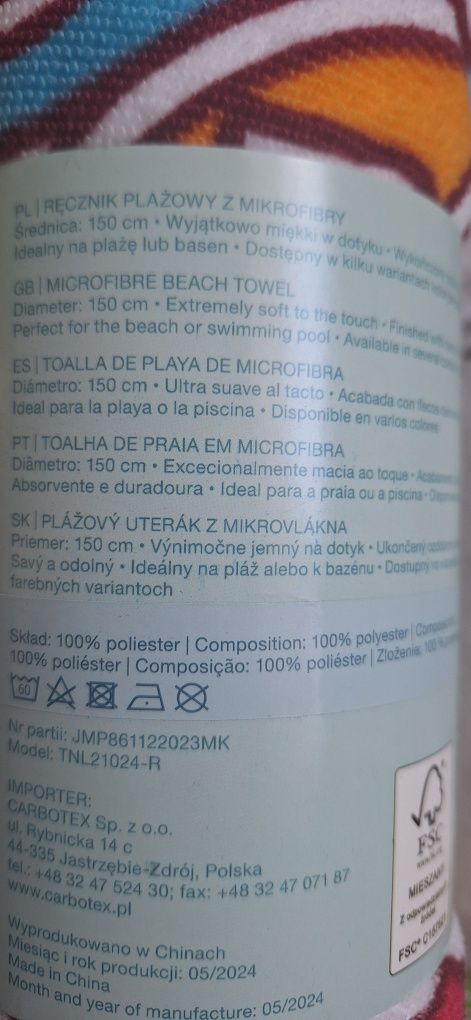 PL | RĘCZNIK PLAŻOWY Z MIKROFIBRY
Średnica: 150 cm • Wyjątkowo miękki w dotyku • Wykończony
Idealny na plażę lub basen • Dostępny w kilku wariantach
GB | MICROFIBRE BEACH TOWEL
Diameter: 150 cm • Extremely soft to the touch • Finished with
Perfect for the beach or swimming pool • Available in several
ES | TOALLA DE PLAYA DE MICROFIBRA
Diámetro: 150 cm • Ultra suave al tacto • Acabada con flecos
Ideal para la playa o la piscina • Disponible en varios colores
PT | TOALHA DE PRAIA EM MICROFIBRA
Diâmetro: 150 cm • Excecionalmente macia ao toque •
Absorvente e duradoura • Ideal para a praia ou a piscina •
SK | PLÁŽOVÝ UTERÁK Z MIKROVLÁKNA
Priemer: 150 cm • Výnimočne jemný na dotyk • Ukončený
Savý a odolný • Ideálny na pláž alebo k bazénu • Dostupný
farebných variantoch
Skład: 100% poliester | Composition: 100% polyester |
100% poliéster | Composição: 100% poliéster | Zloženie: 100%
60
Nr partii: JMP861122023MK
Model: TNL21024-R
IMPORTER:
CARBOTEX Sp. z o.o.
ul. Rybnicka 14 c
44-335 Jastrzębie-Zdrój, Polska
tel.: +48 32 47 524 30; fax: +48 32 47 071 87
www.carbotex.pl
FSC
MIESZANKA
Z odpowiedzialnych
źródeł
FSC®
Wyprodukowano w Chinach
Miesiąc i rok produkcji: 05/2024
Made in China
Month and year of manufacture: 05/2024